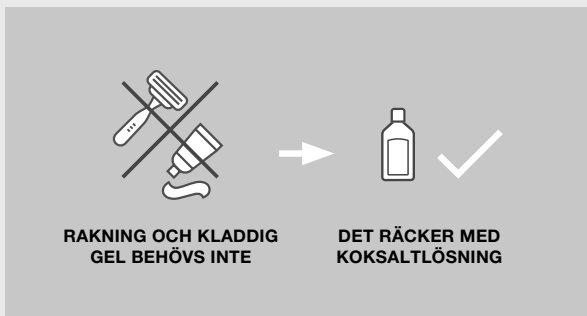 RAKNING OCH KLADDIG
GEL BEHÖVS INTE
DET RÄCKER MED
KOKSALTLÖSNING